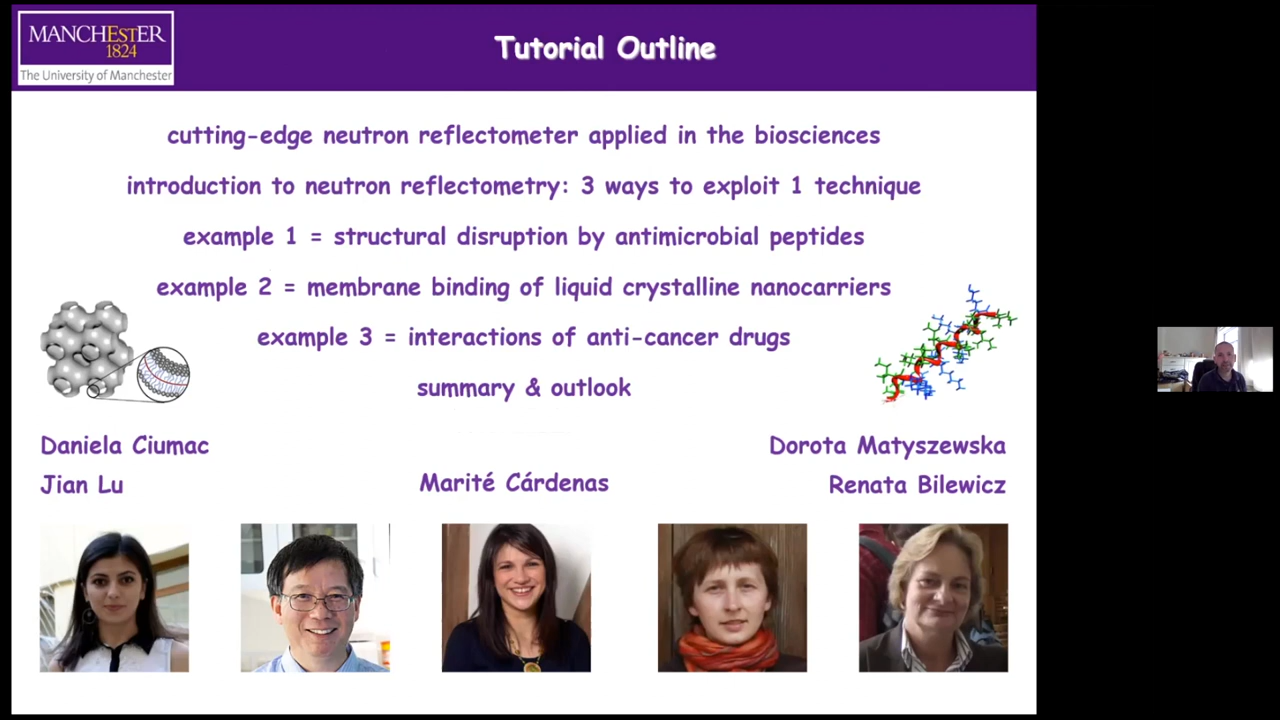 MANCHESTER
1824
The University of Manchester
Tutorial Outline
cutting-edge neutron reflectometer applied in the biosciences
introduction to neutron reflectometry: 3 ways to exploit 1 technique
example 1 = structural disruption by antimicrobial peptides
example 2 = membrane binding of liquid crystalline nanocarriers
example 3 = interactions of anti-cancer drugs
summary & outlook
Daniela Ciumac
Jian Lu
Marité Cárdenas
Dorota Matyszewska
Renata Bilewicz